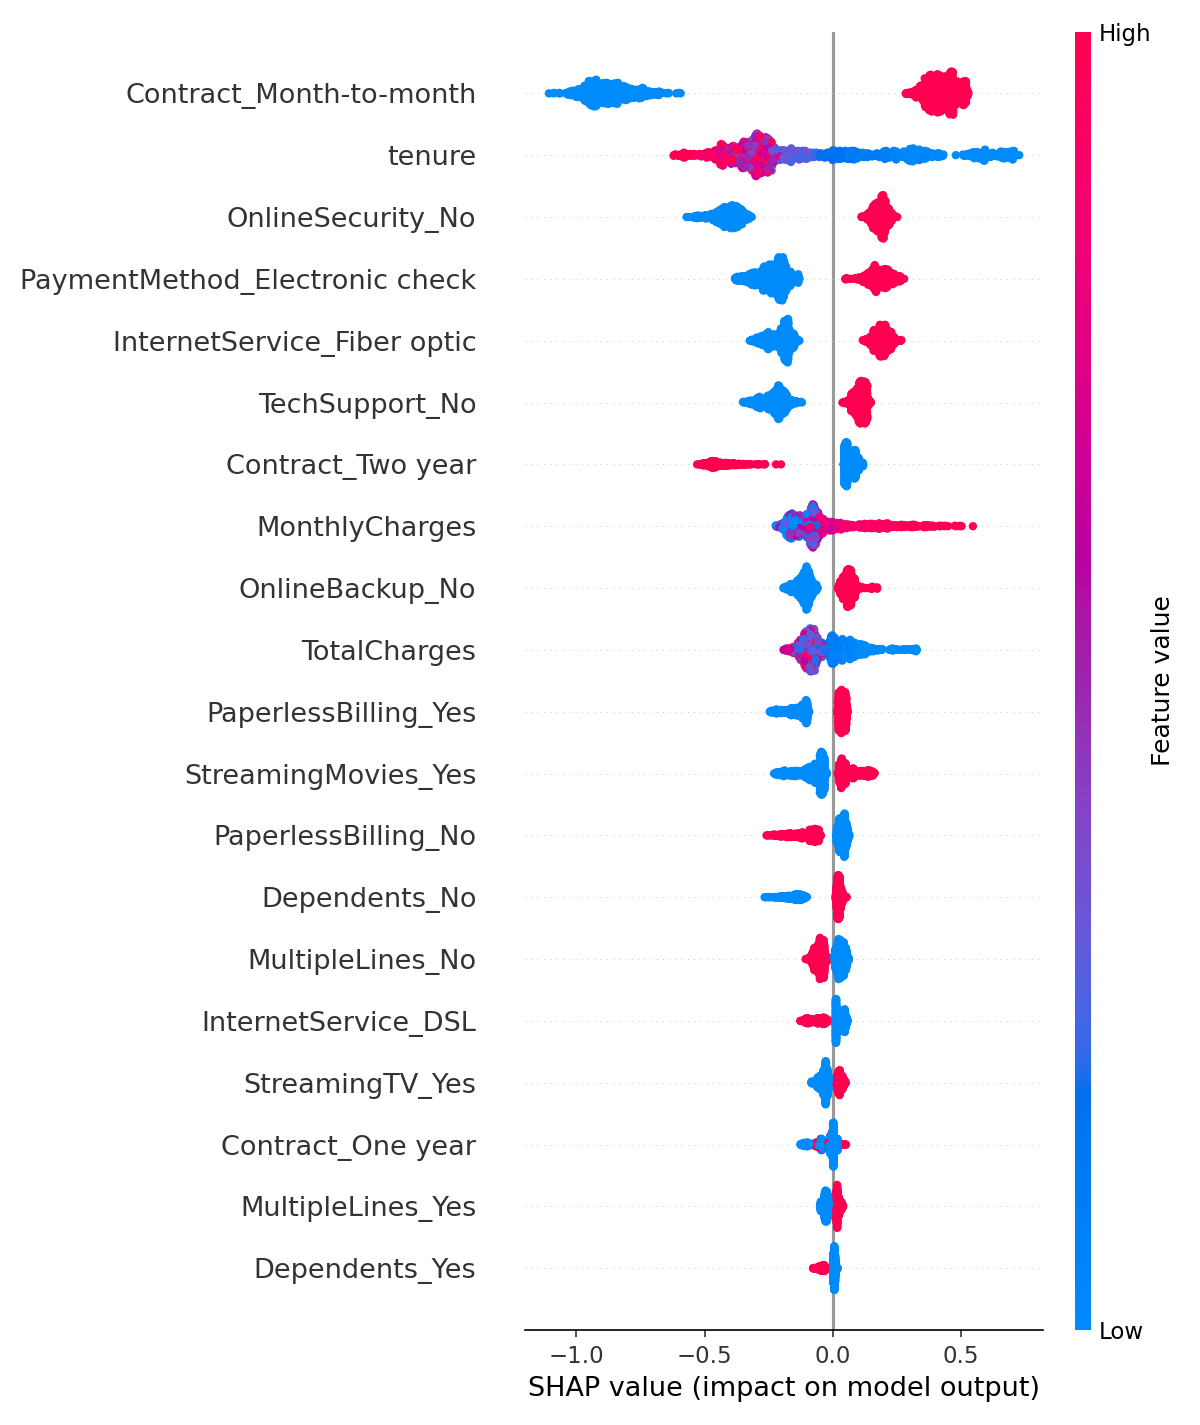 High
Contract_Month-to-month
tenure
OnlineSecurity_No
PaymentMethod_Electronic check
InternetService_Fiber optic
TechSupport_No
Contract_Two year
MonthlyCharges
OnlineBackup_No
TotalCharges
PaperlessBilling_Yes
StreamingMovies_Yes
PaperlessBilling_No
Dependents_No
MultipleLines_No
InternetService_DSL
StreamingTV_Yes
Contract_One year
MultipleLines_Yes
Dependents_Yes
Feature value
Low
−1.0 −0.5 0.0 0.5
SHAP value (impact on model output)